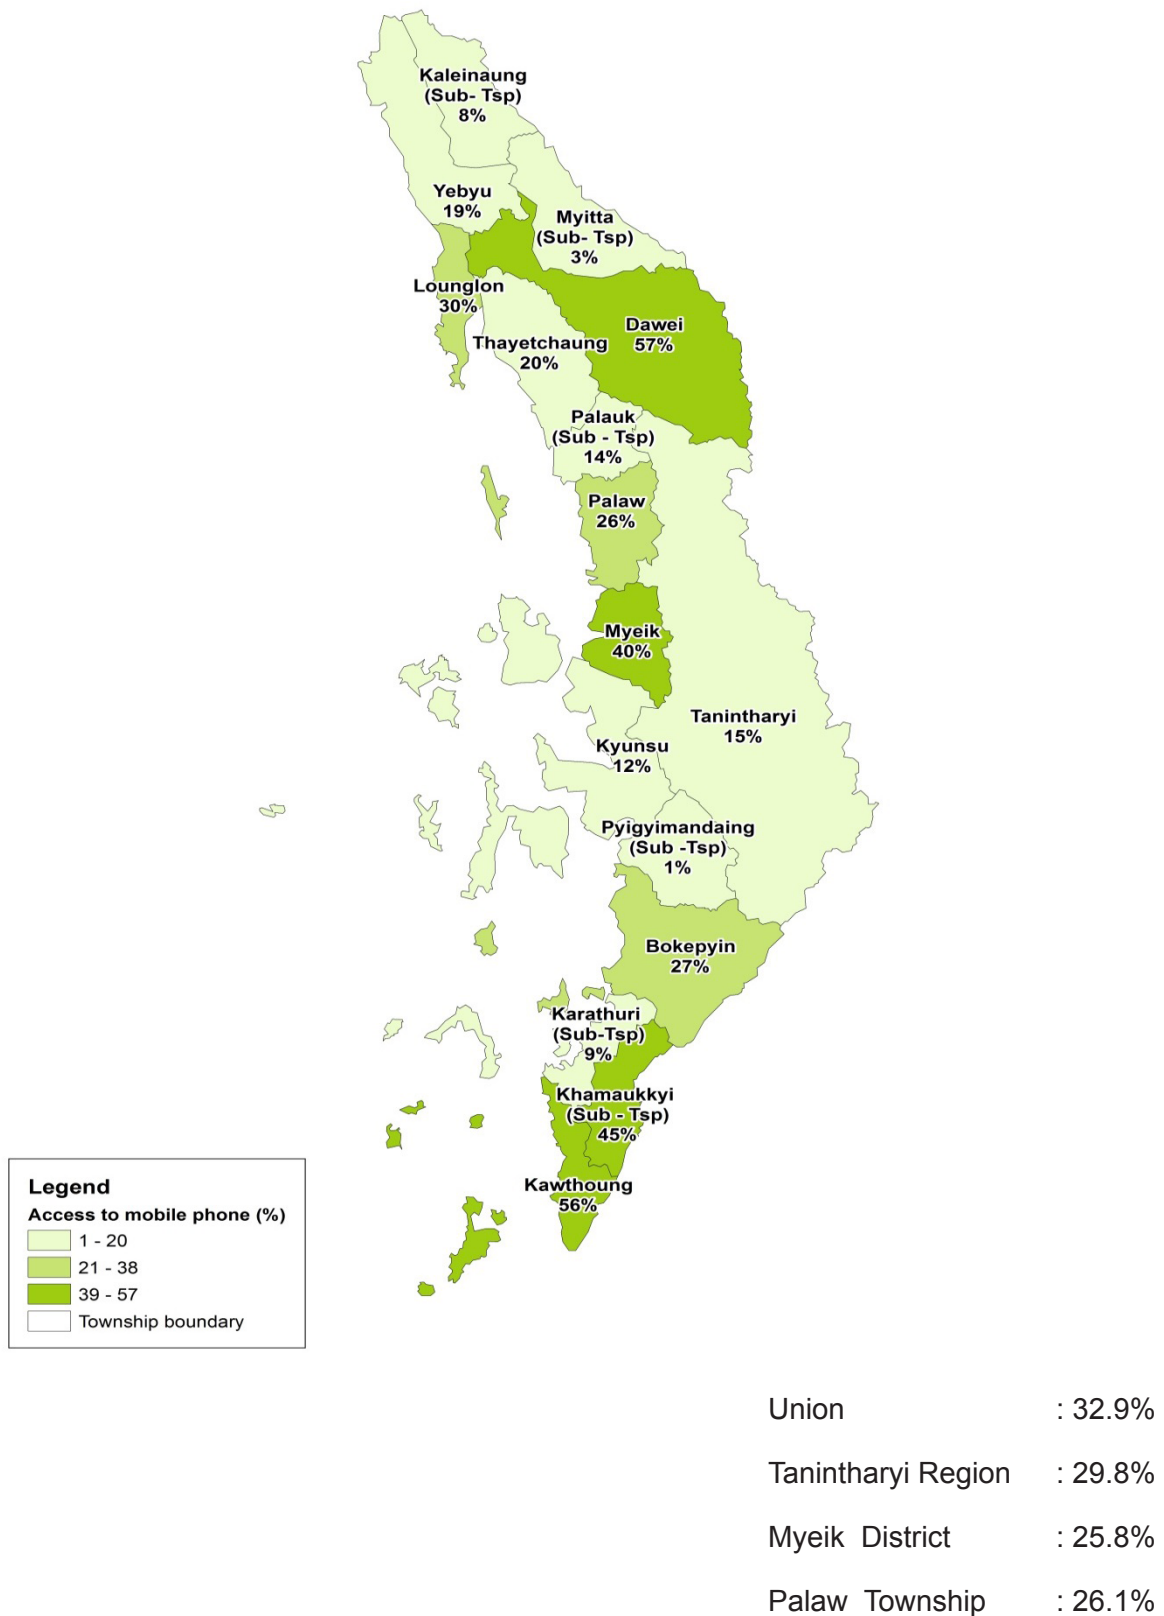 Kaleinaung
(Sub- Tsp)
8%
Yebyu
19%
Myitta
(Sub- Tsp)
3%
Lounglon
30%
Dawei
57%
Thayetchaung
20%
Palauk
(Sub - Tsp)
14%
Palaw
26%
Myeik
40%
Tanintharyi
15%
Kyunsu
12%
Pyigyimandaing
(Sub -Tsp)
1%
Bokepyin
27%
Karathuri
(Sub-Tsp)
9%
Khamaukkyi
(Sub - Tsp)
45%
Kawthoung
56%
Legend
Access to mobile phone (%)
1 - 20
21 - 38
39 - 57
Township boundary
Union : 32.9%
Tanintharyi Region : 29.8%
Myeik District : 25.8%
Palaw Township : 26.1%